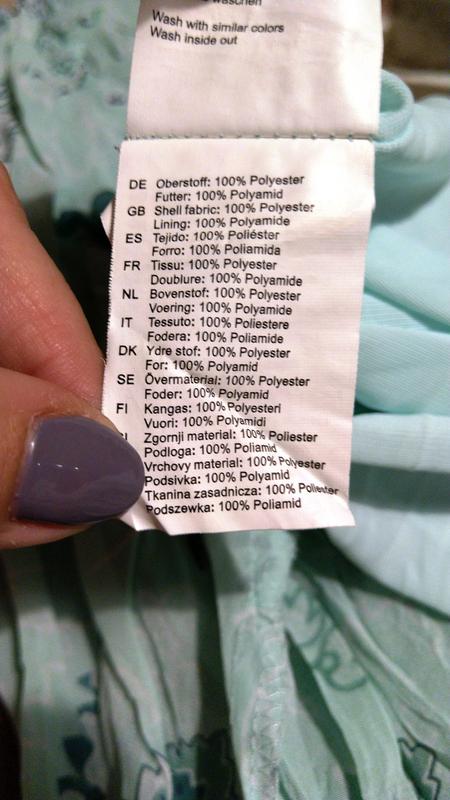 waschen
Wash with similar colors
Wash inside out
DE Oberstoff: 100% Polyester
Futter: 100% Polyamid
GB Shell fabric: 100% Polyester
Lining: 100% Polyamide
ES Tejido: 100% Poliéster
Forro: 100% Poliamida
FR Tissu: 100% Polyester
Doublure: 100% Polyamide
NL Bovenstof: 100% Polyester
Voering: 100% Polyamide
IT Tessuto: 100% Poliestere
Fodera: 100% Poliamide
DK Ydre stof: 100% Polyester
For: 100% Polyamid
SE Övermaterial: 100% Polyester
Foder: 100% Polyamid
FI Kangas: 100% Polyesteri
Vuori: 100% Polyamidi
Zgornji material: 100% Poliester
Podloga: 100% Poliamid
Vrchovy material: 100% Polyester
Podsivka: 100% Polyamid
Tkanina zasadnicza: 100% Poliester
Podszewka: 100% Poliamid